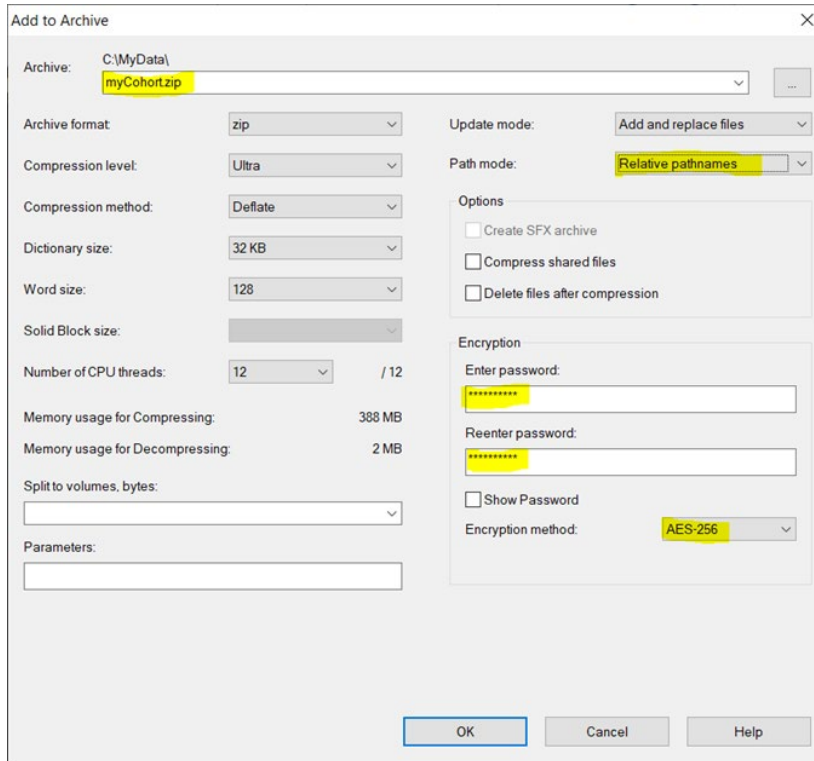 Add to Archive
Archive:
C:\MyData\
myCohort.zip
...
Archive format:
zip
Compression level:
Ultra
Compression method:
Deflate
Dictionary size:
32 KB
Word size:
128
Solid Block size:
Number of CPU threads:
12
/ 12
Memory usage for Compressing:
388 MB
Memory usage for Decompressing:
2 MB
Split to volumes, bytes:
Parameters:
Update mode:
Add and replace files
Path mode:
Relative pathnames
Options
Create SFX archive
Compress shared files
Delete files after compression
Encryption
Enter password:
**********
Reenter password:
**********
Show Password
Encryption method:
AES-256
OK
Cancel
Help